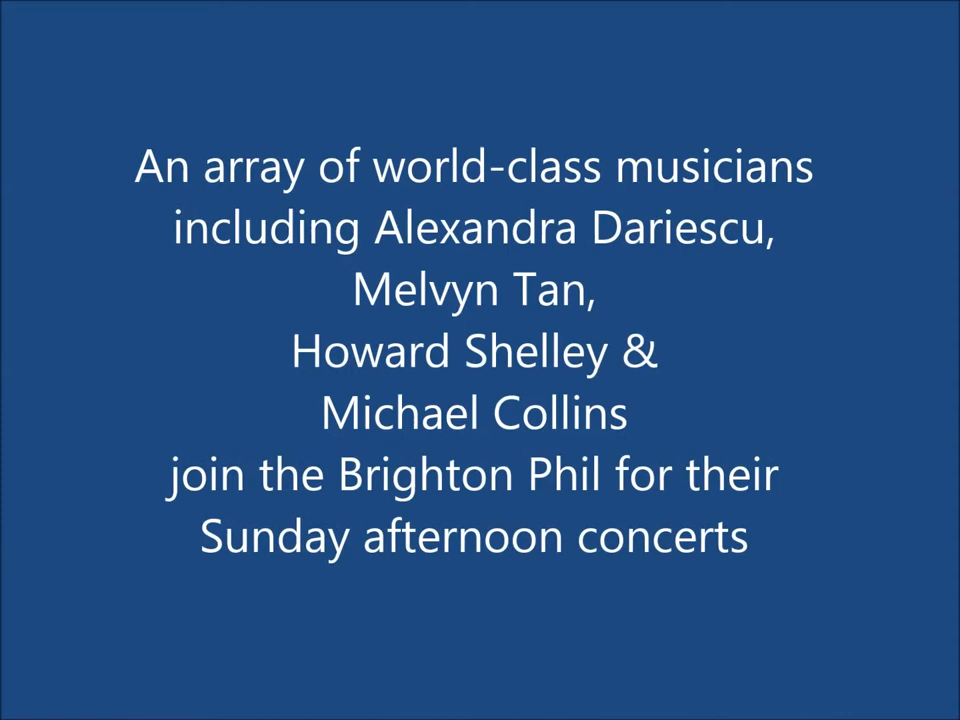 An array of world-class musicians
including Alexandra Dariescu,
Melvyn Tan,
Howard Shelley &
Michael Collins
join the Brighton Phil for their
Sunday afternoon concerts